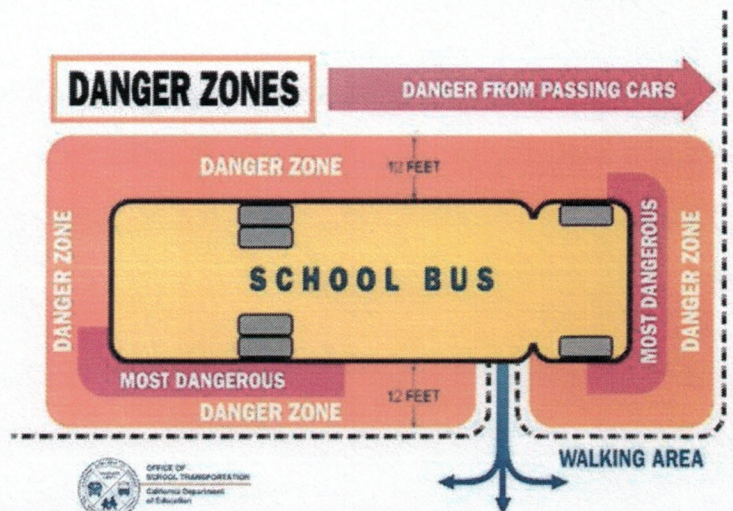 DANGER ZONES
DANGER FROM PASSING CARS
DANGER ZONE
12 FEET
DANGER ZONE
SCHOOL BUS
MOST DANGEROUS
DANGER ZONE
MOST DANGEROUS
DANGER ZONE
12 FEET
WALKING AREA
OFFICE OF
SCHOOL TRANSPORTATION
California Department
of Education